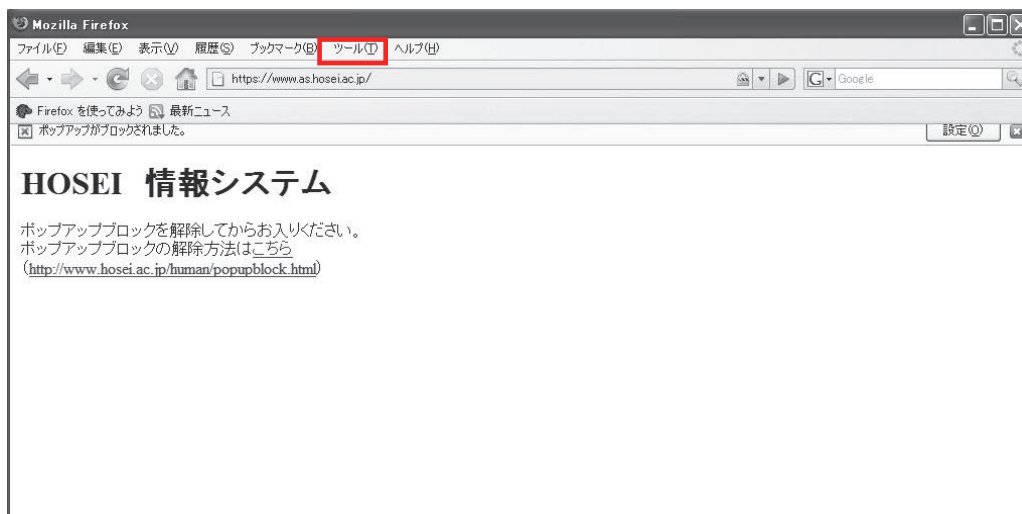 Mozilla Firefox
ファイル(F) 編集(E) 表示(V) 履歴(S) ブックマーク(B) ツール(T) ヘルプ(H)
https://www.as.hosei.ac.jp/ G Google
Firefox を使ってみよう 最新ニュース
ポップアップがブロックされました。 設定(O)
HOSEI 情報システム
ポップアップブロックを解除してからお入りください。
ポップアップブロックの解除方法はこちら
(http://www.hosei.ac.jp/human/popupblock.html)